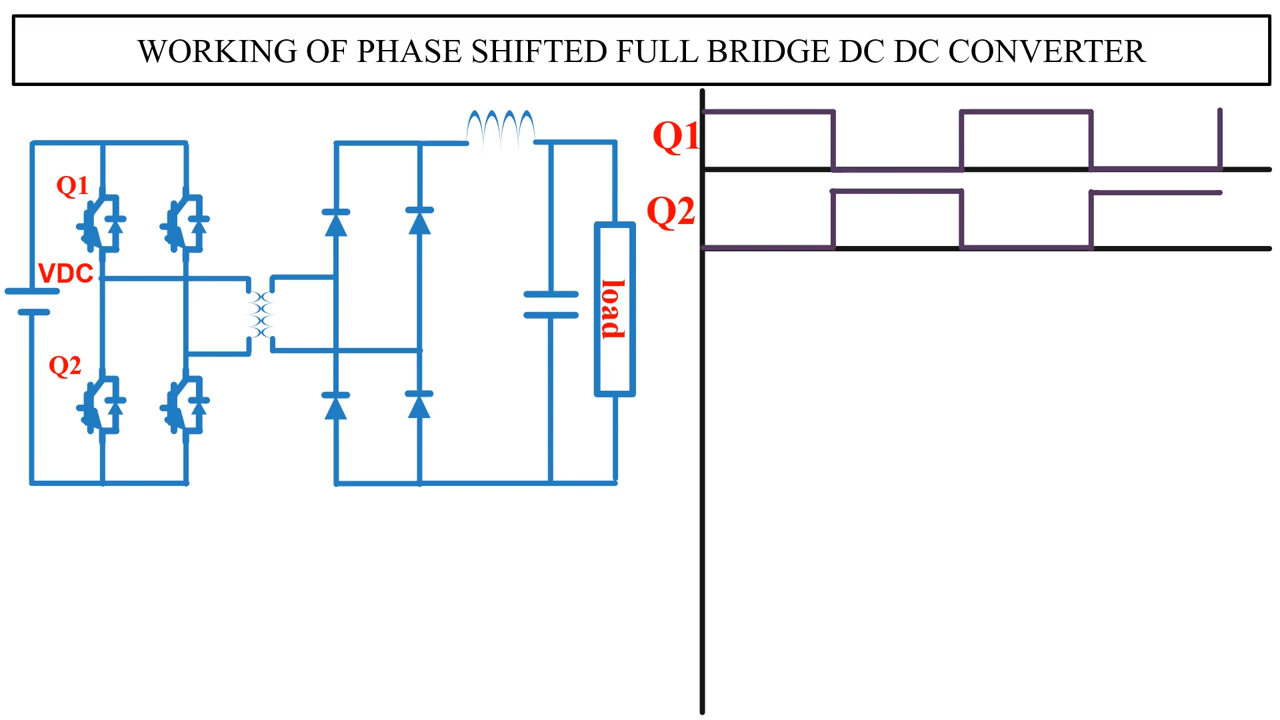 WORKING OF PHASE SHIFTED FULL BRIDGE DC DC CONVERTER
Q1
VDC
Q2
load
Q1
Q2